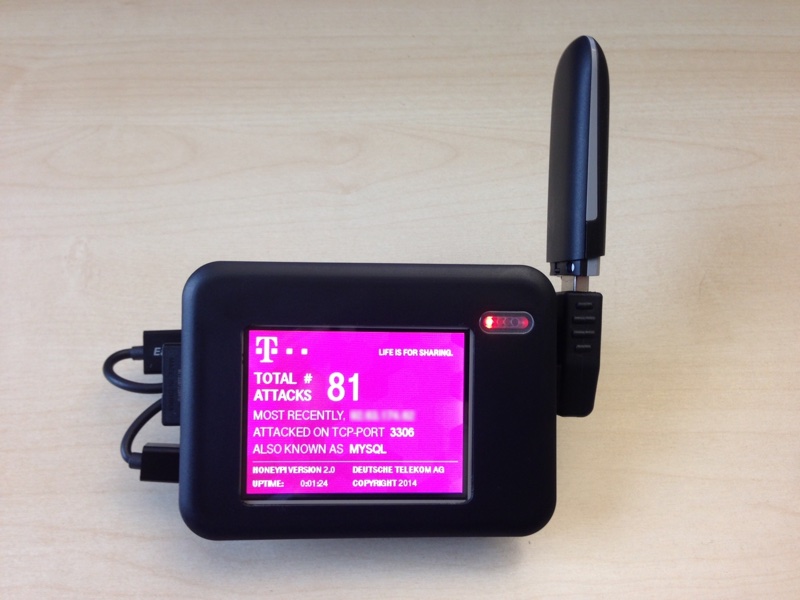 T
LIFE IS FOR SHARING.
TOTAL # 81
ATTACKS
MOST RECENTLY,
ATTACKED ON TCP-PORT 3306
ALSO KNOWN AS MYSQL
HONEYPI VERSION 2.0 DEUTSCHE TELEKOM AG
UPTIME: 0:01:24 COPYRIGHT 2014